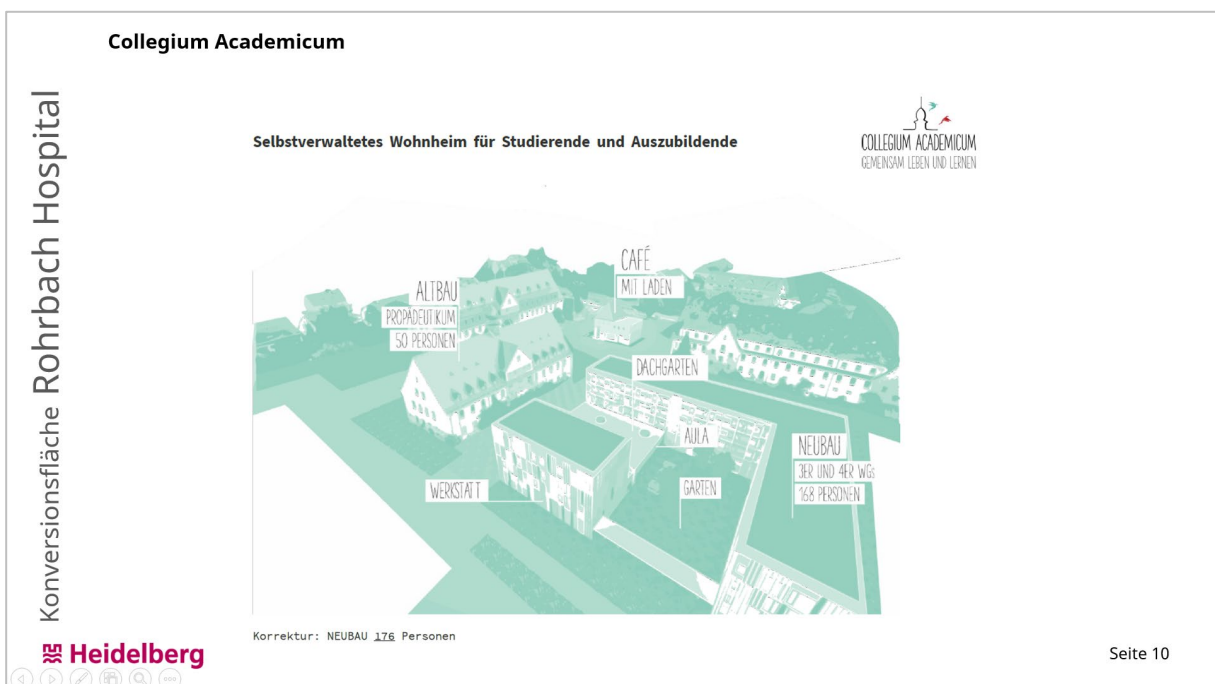 Collegium Academicum
Konversionsfläche Rohrbach Hospital
Selbstverwaltetes Wohnheim für Studierende und Auszubildende
COLLEGIUM ACADEMICUM
GEMEINSAM LEBEN UND LERNEN
CAFÉ
MIT LADEN
ALTBAU
PROPÄDEUTIKUM
50 PERSONEN
DACHGARTEN
AULA
NEUBAU
3ER UND 4ER WGs
168 PERSONEN
WERKSTATT
GARTEN
Korrektur: NEUBAU 176 Personen
Heidelberg
Seite 10